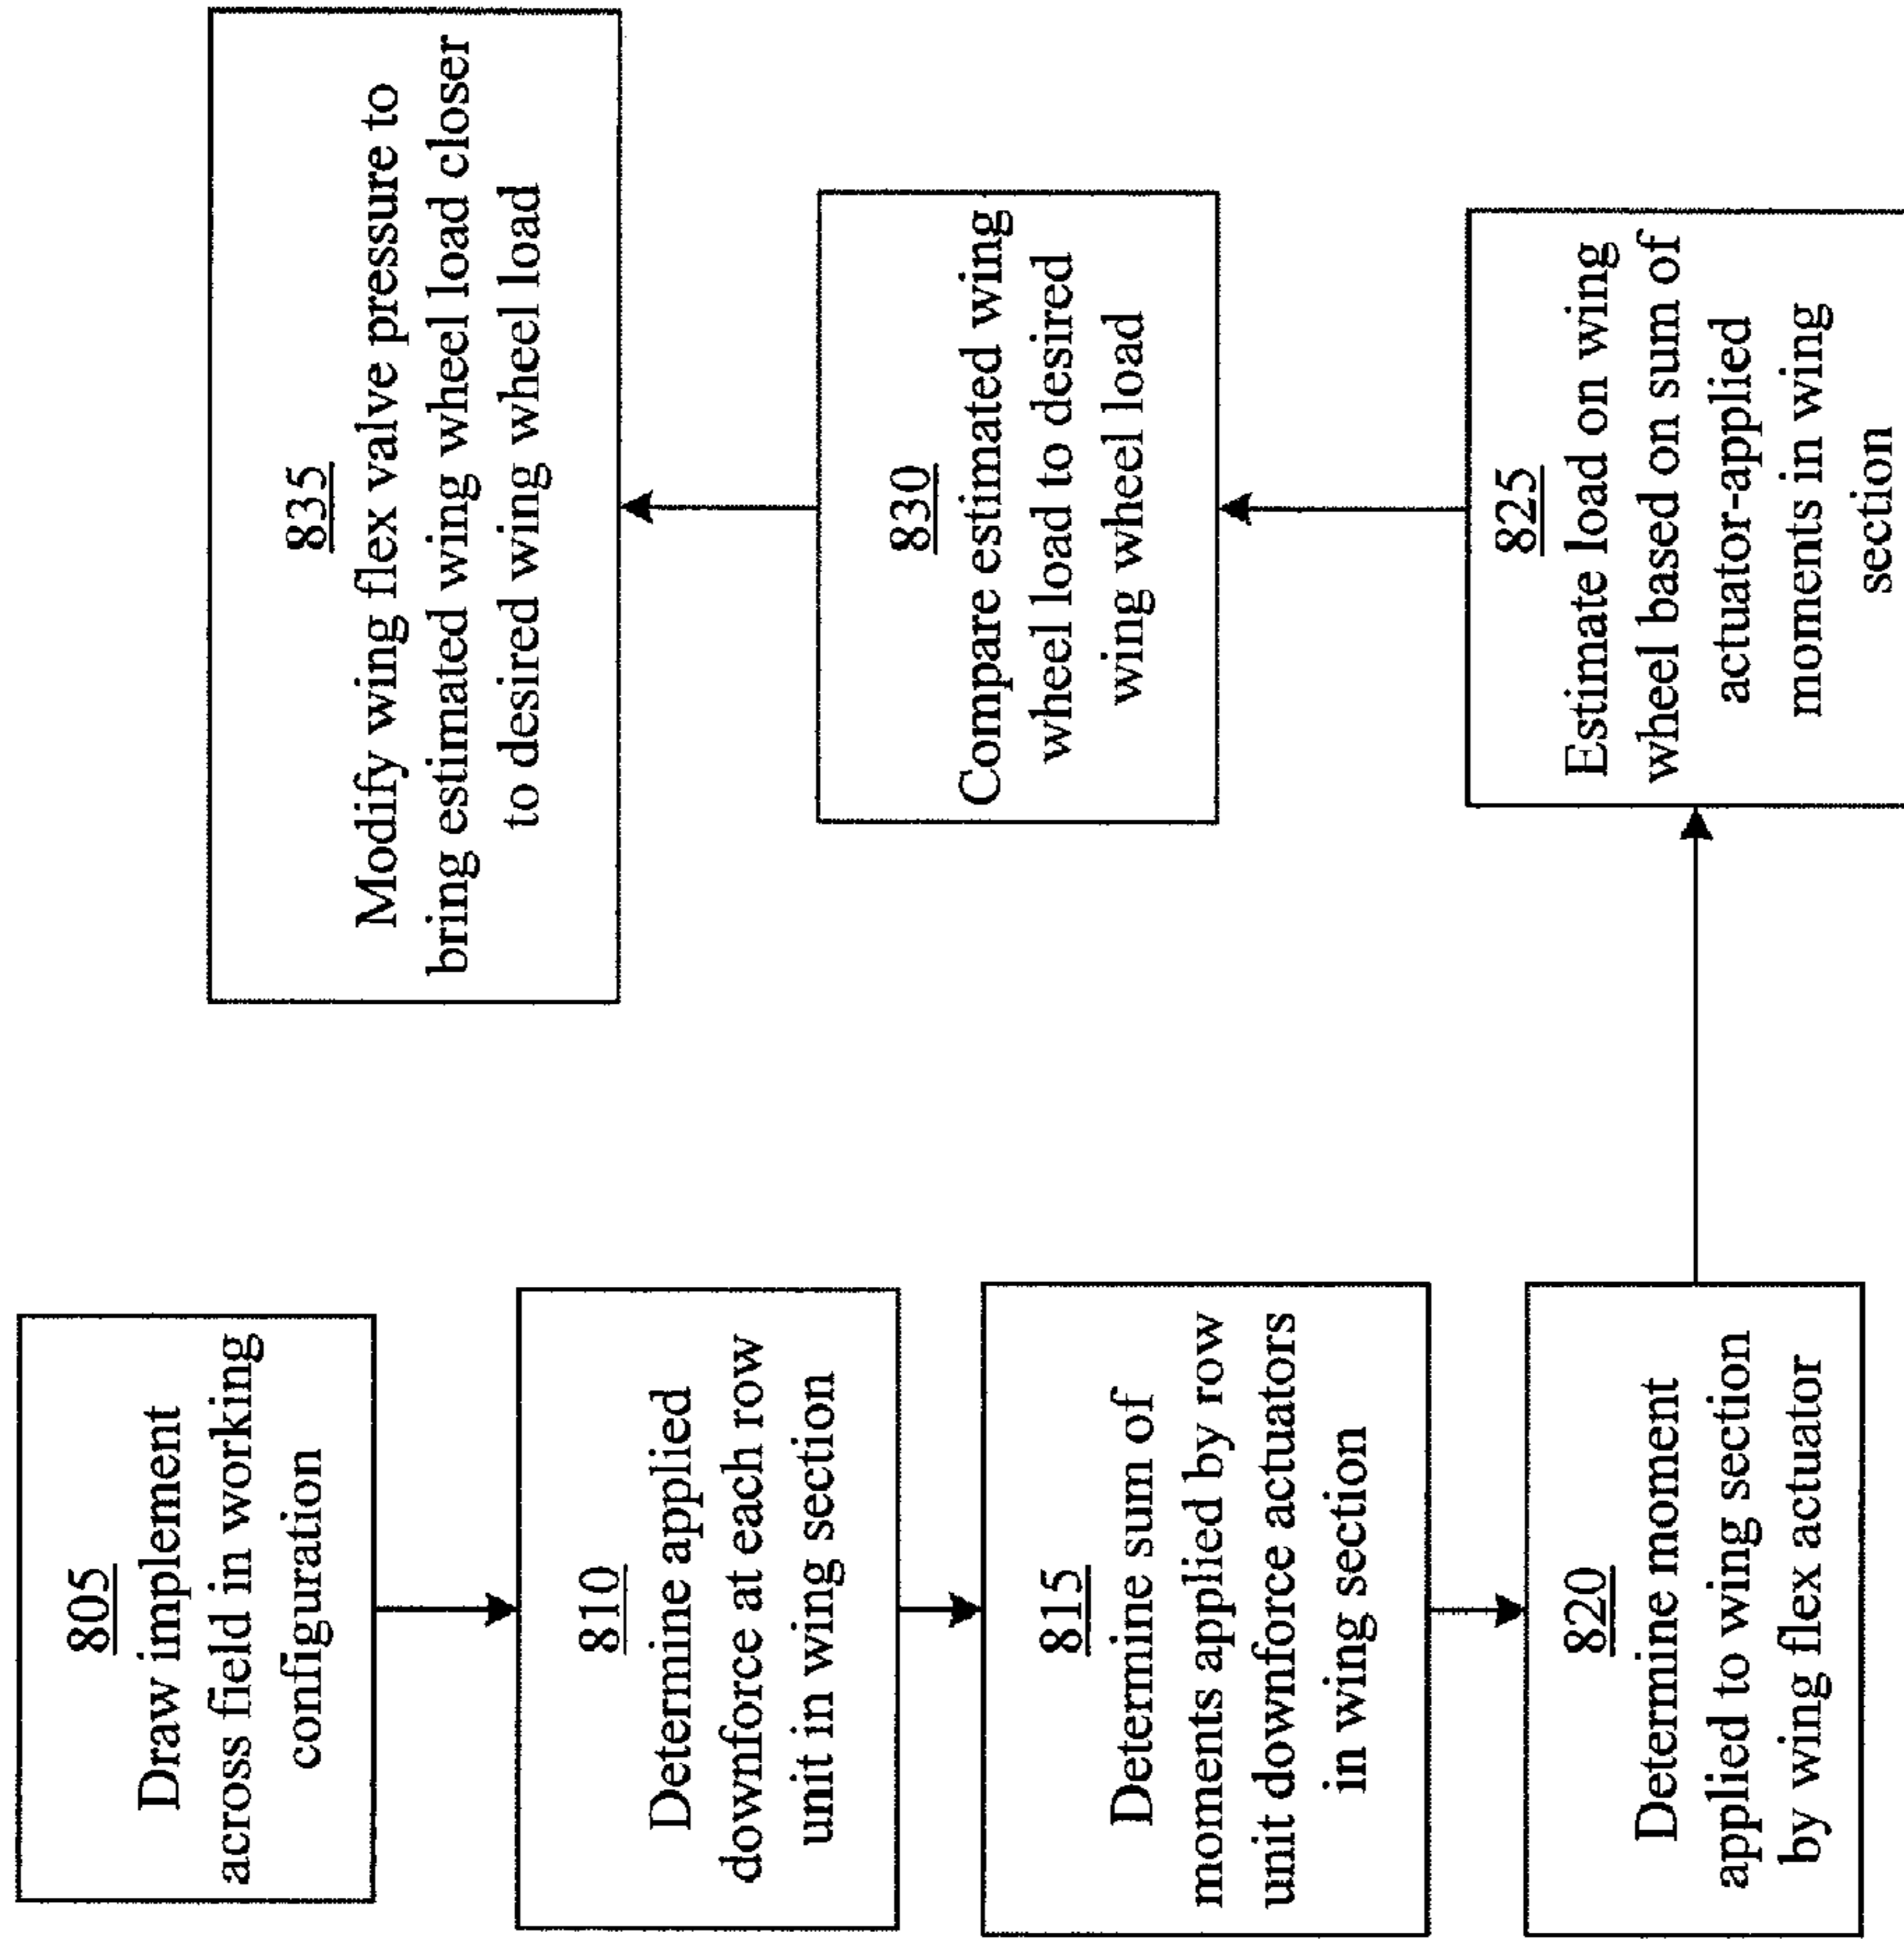 805
Draw implement
across field in working
configuration
810
Determine applied
downforce at each row
unit in wing section
815
Determine sum of
moments applied by row
unit downforce actuators
in wing section
820
Determine moment
applied to wing section
by wing flex actuator
825
Estimate load on wing
wheel based on sum of
actuator-applied
moments in wing
section
830
Compare estimated wing
wheel load to desired
wing wheel load
835
Modify wing flex valve pressure to
bring estimated wing wheel load closer
to desired wing wheel load